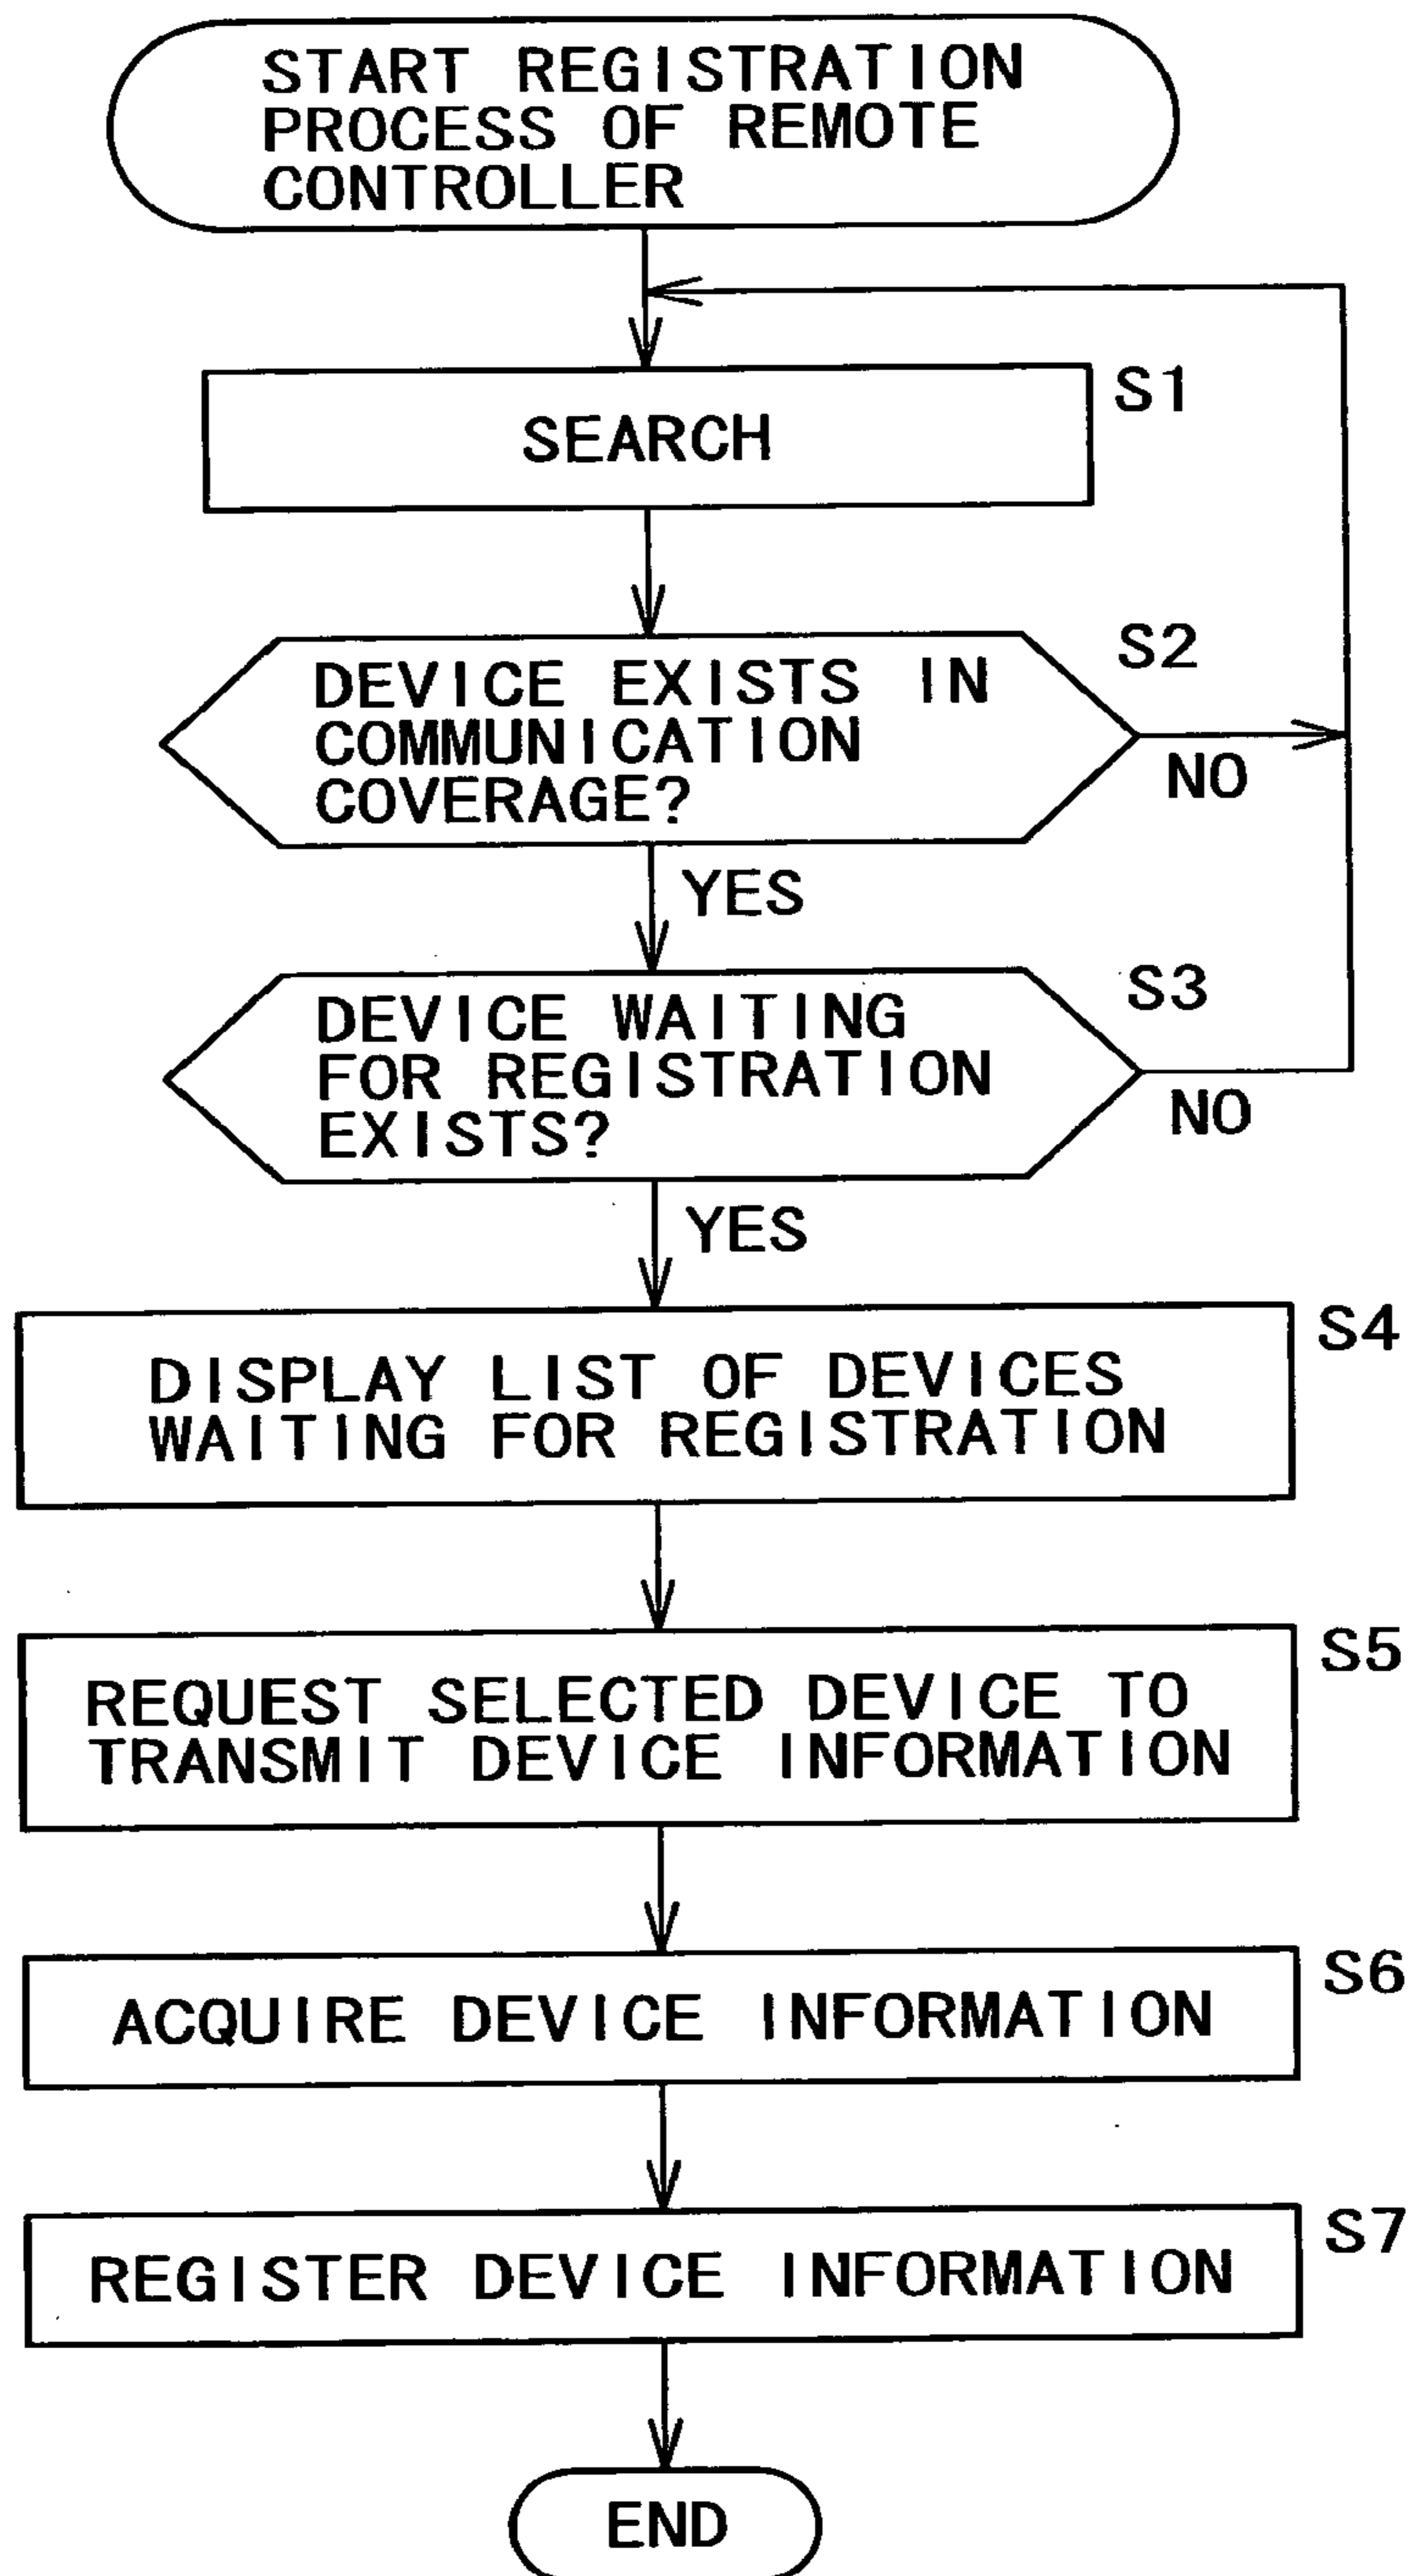 START REGISTRATION
PROCESS OF REMOTE
CONTROLLER
S1
SEARCH
S2
DEVICE EXISTS IN
COMMUNICATION
COVERAGE?
NO
YES
S3
DEVICE WAITING
FOR REGISTRATION
EXISTS?
NO
YES
S4
DISPLAY LIST OF DEVICES
WAITING FOR REGISTRATION
S5
REQUEST SELECTED DEVICE TO
TRANSMIT DEVICE INFORMATION
S6
ACQUIRE DEVICE INFORMATION
S7
REGISTER DEVICE INFORMATION
END